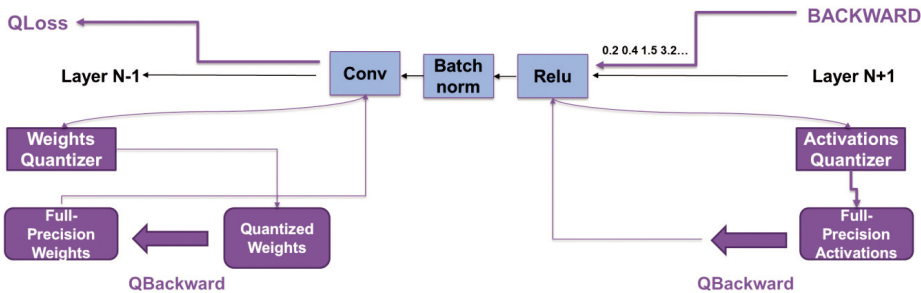 QLoss
BACKWARD
0.2 0.4 1.5 3.2...
Layer N-1
Conv
Batch
norm
Relu
Layer N+1
Weights
Quantizer
Activations
Quantizer
Full-
Precision
Weights
Quantized
Weights
Full-
Precision
Activations
QBackward
QBackward